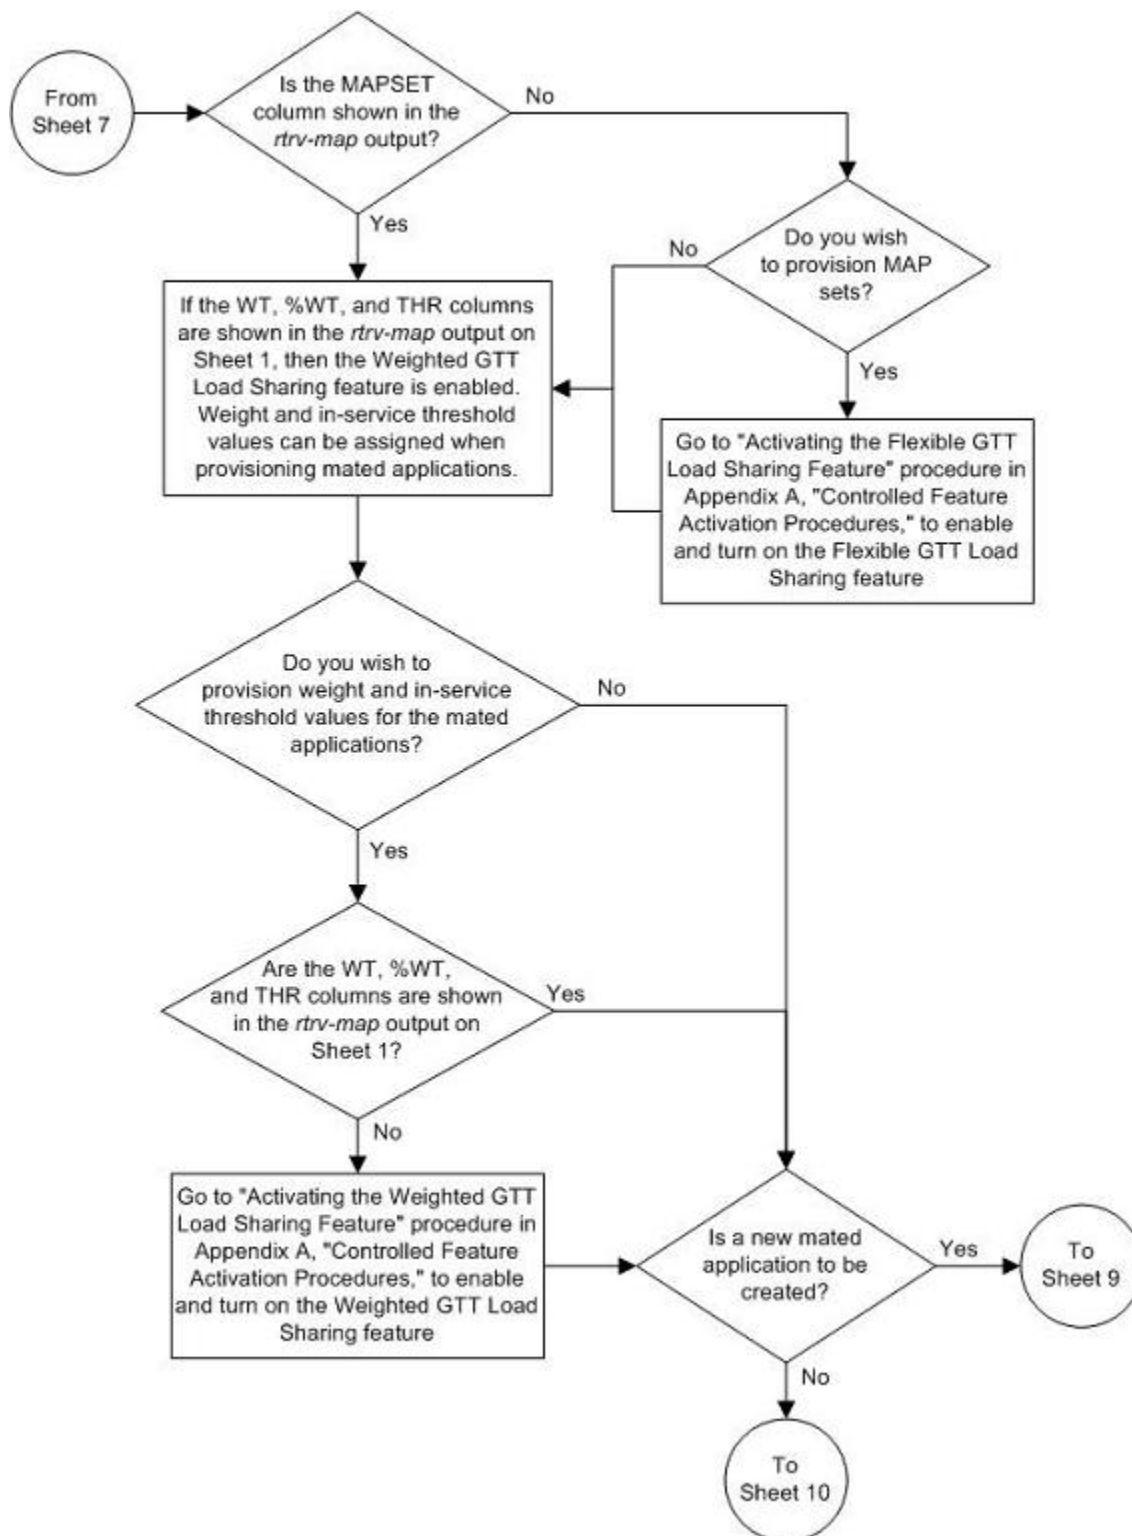 From
Sheet 7
Is the MAPSET
column shown in the
rtrv-map output?
No
Yes
Do you wish
to provision MAP
sets?
No
Yes
If the WT, %WT, and THR columns
are shown in the rtrv-map output on
Sheet 1, then the Weighted GTT
Load Sharing feature is enabled.
Weight and in-service threshold
values can be assigned when
provisioning mated applications.
Go to "Activating the Flexible GTT
Load Sharing Feature" procedure in
Appendix A, "Controlled Feature
Activation Procedures," to enable
and turn on the Flexible GTT Load
Sharing feature
Do you wish to
provision weight and in-service
threshold values for the mated
applications?
No
Yes
Are the WT, %WT,
and THR columns are shown
in the rtrv-map output on
Sheet 1?
Yes
No
Go to "Activating the Weighted GTT
Load Sharing Feature" procedure in
Appendix A, "Controlled Feature
Activation Procedures," to enable
and turn on the Weighted GTT Load
Sharing feature
Is a new mated
application to be
created?
Yes
To
Sheet 9
No
To
Sheet 10